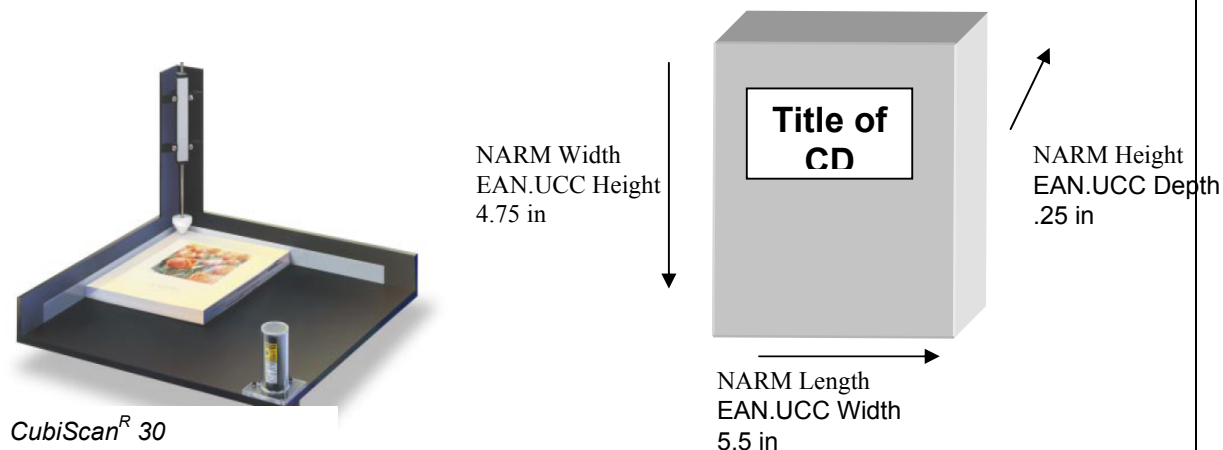 NARM Width
EAN.UCC Height
4.75 in
Title of
CD
NARM Height
EAN.UCC Depth
.25 in
NARM Length
EAN.UCC Width
5.5 in
CubiScanR 30